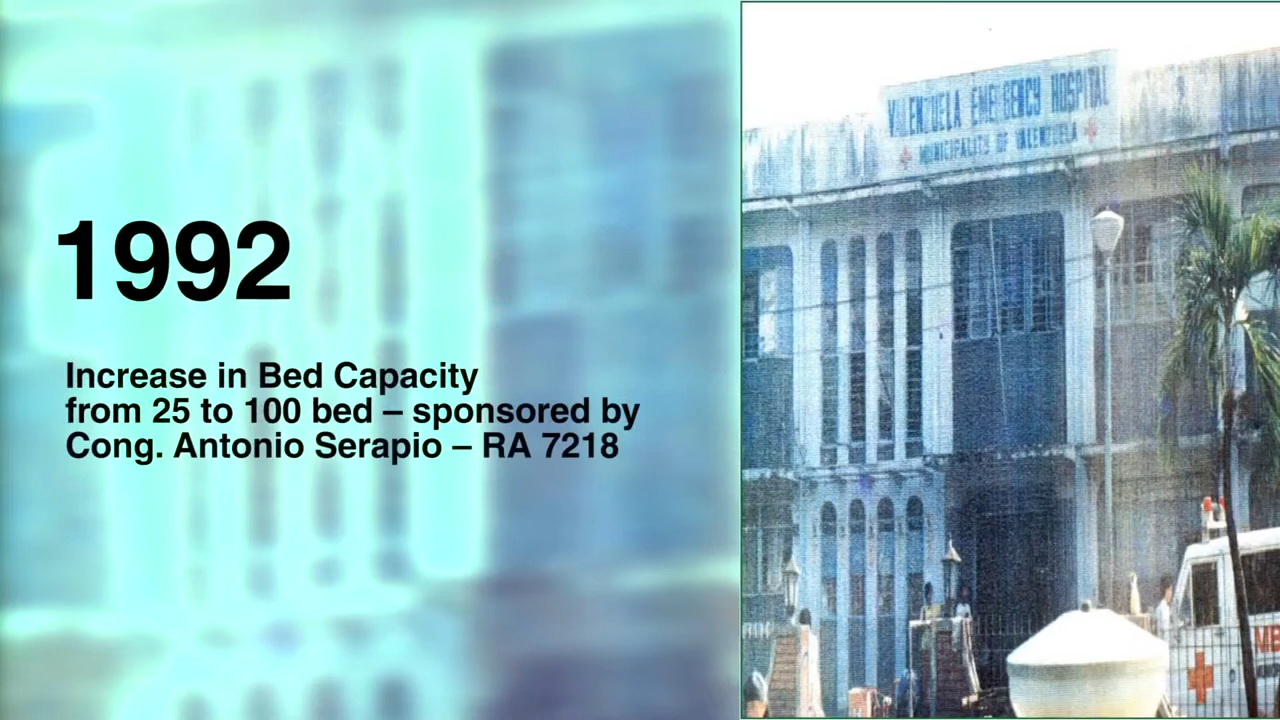 1992
Increase in Bed Capacity
from 25 to 100 bed – sponsored by
Cong. Antonio Serapio – RA 7218
VALENZUELA EMERGENCY HOSPITAL
MUNICIPALITY OF VALENZUELA